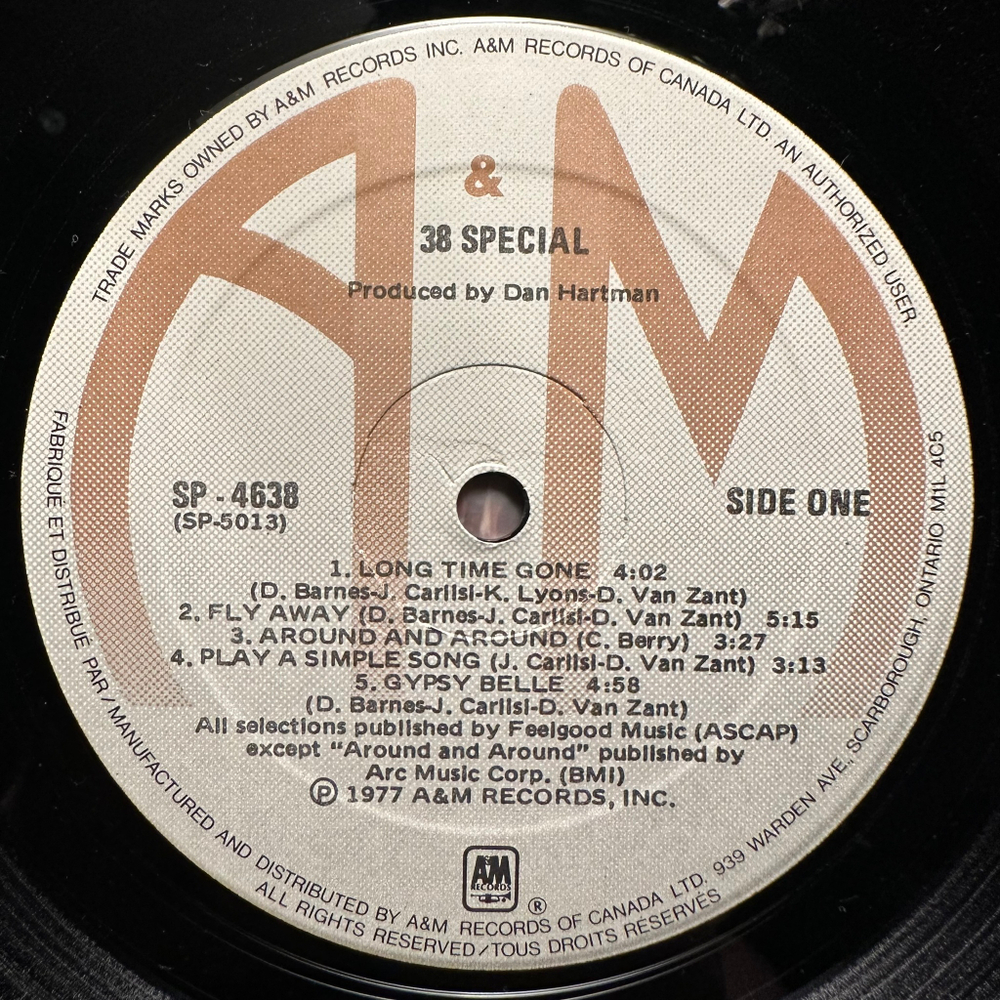 TRADE MARKS OWNED BY A&M RECORDS INC. A&M RECORDS OF CANADA LTD. AN AUTHORIZED USER.
A & M
38 SPECIAL
Produced by Dan Hartman
SP - 4638
(SP-5013)
SIDE ONE
1. LONG TIME GONE 4:02
(D. Barnes-J. Carlisi-K. Lyons-D. Van Zant)
2. FLY AWAY (D. Barnes-J. Carlisi-D. Van Zant) 5:15
3. AROUND AND AROUND (C. Berry) 3:27
4. PLAY A SIMPLE SONG (J. Carlisi-D. Van Zant) 3:13
5. GYPSY BELLE 4:58
(D. Barnes-J. Carlisi-D. Van Zant)
All selections published by Feelgood Music (ASCAP)
except “Around and Around” published by
Arc Music Corp. (BMI)
Ⓟ 1977 A&M RECORDS, INC.
A&M
RECORDS
®
FABRIQUÉ ET DISTRIBUÉ PAR / MANUFACTURED AND DISTRIBUTED BY A&M RECORDS OF CANADA LTD. 939 WARDEN AVE., SCARBOROUGH, ONTARIO M1L 4C5
ALL RIGHTS RESERVED/TOUS DROITS RESERVÉS